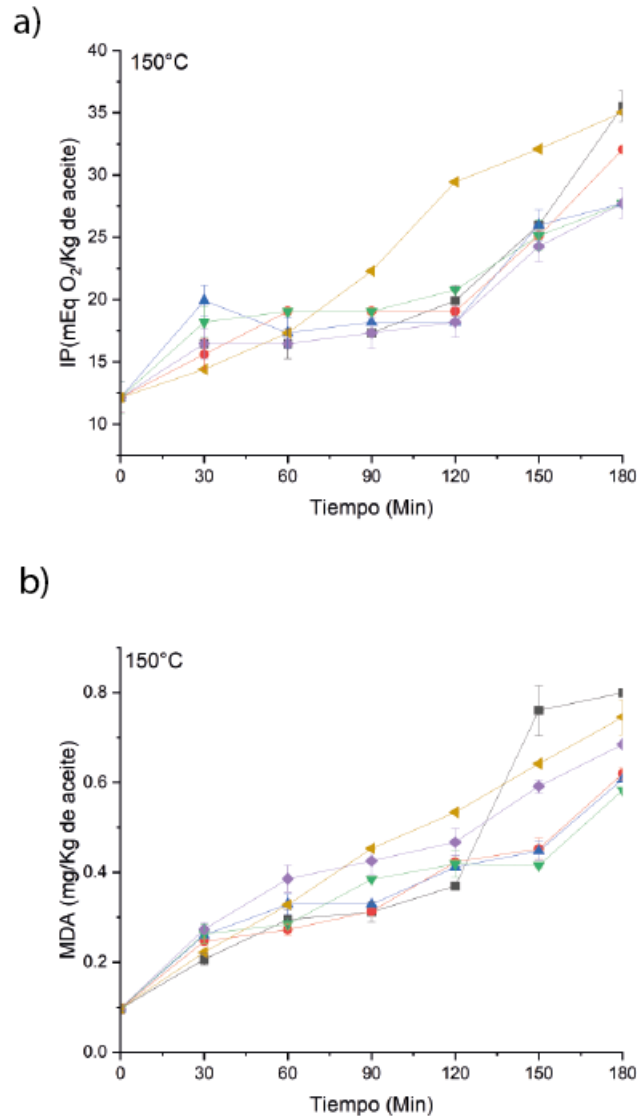 a)
150°C
IP(mEq O₂/Kg de aceite)
40
35
30
25
20
15
10
0 30 60 90 120 150 180
Tiempo (Min)
b)
150°C
MDA (mg/Kg de aceite)
0.8
0.6
0.4
0.2
0.0
0 30 60 90 120 150 180
Tiempo (Min)